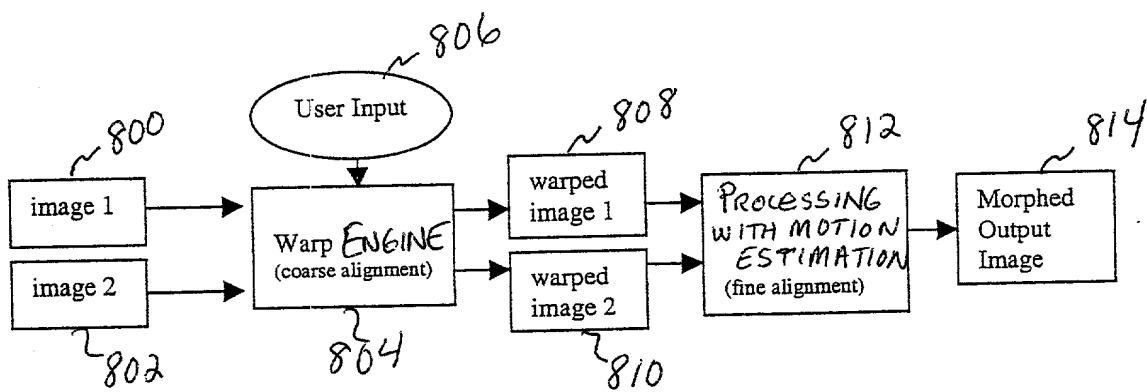 806
User Input
800
808
812
814
image 1
warped
image 1
PROCESSING
WITH MOTION
ESTIMATION
(fine alignment)
Morphed
Output
Image
Warp ENGINE
(coarse alignment)
image 2
warped
image 2
802
804
810